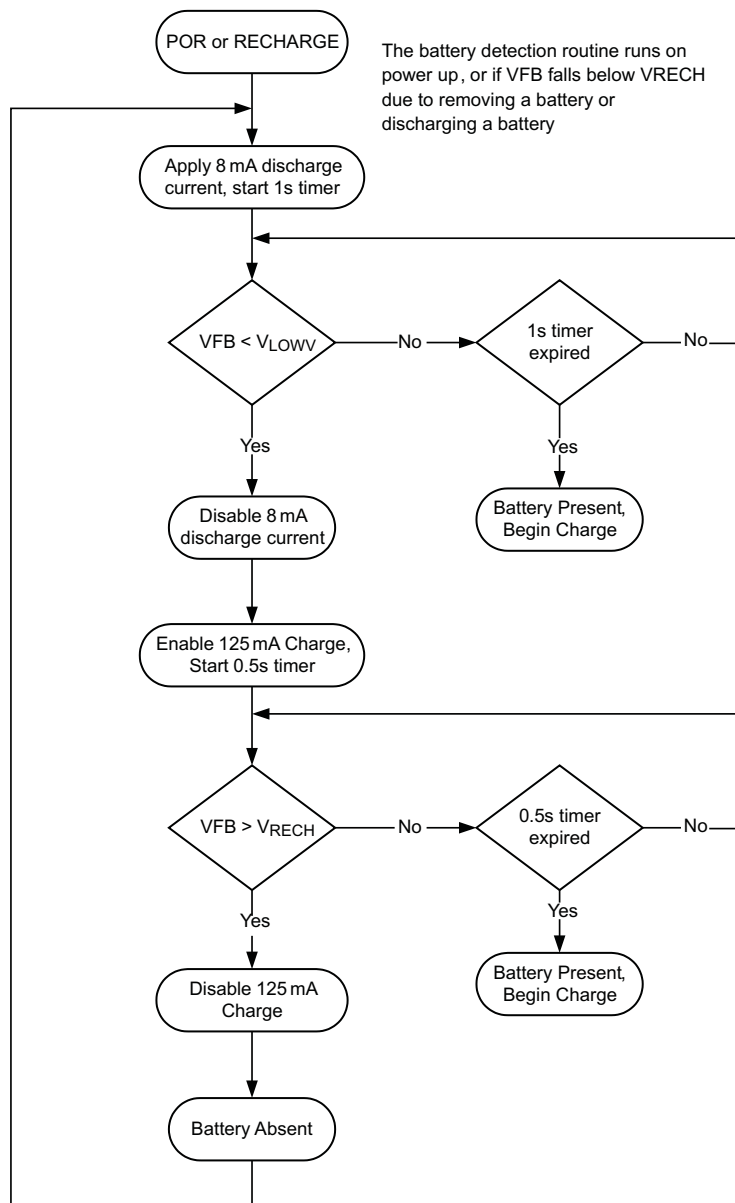 POR or RECHARGE
The battery detection routine runs on
power up, or if VFB falls below VRECH
due to removing a battery or
discharging a battery
Apply 8 mA discharge
current, start 1s timer
VFB < VLOWV
No
1s timer
expired
No
Yes
Yes
Disable 8 mA
discharge current
Battery Present,
Begin Charge
Enable 125 mA Charge,
Start 0.5s timer
VFB > VRECH
No
0.5s timer
expired
No
Yes
Yes
Disable 125 mA
Charge
Battery Present,
Begin Charge
Battery Absent